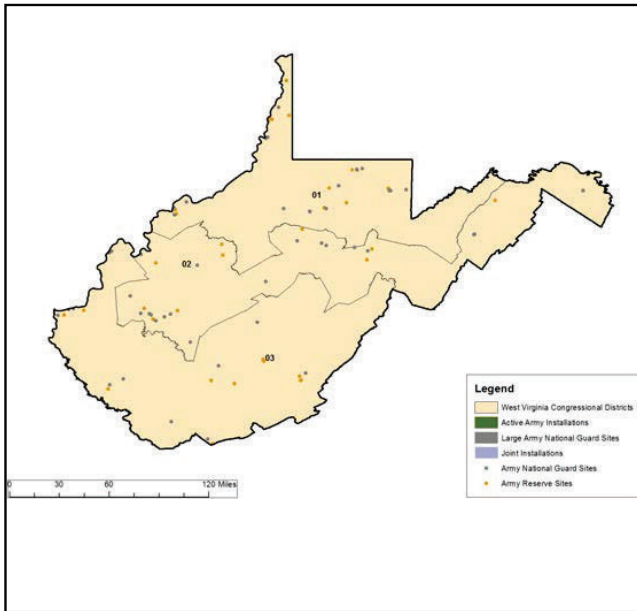 01
02
03
Legend
West Virginia Congressional Districts
Active Army Installations
Large Army National Guard Sites
Joint Installations
Army National Guard Sites
Army Reserve Sites
0 30 60 120 Miles